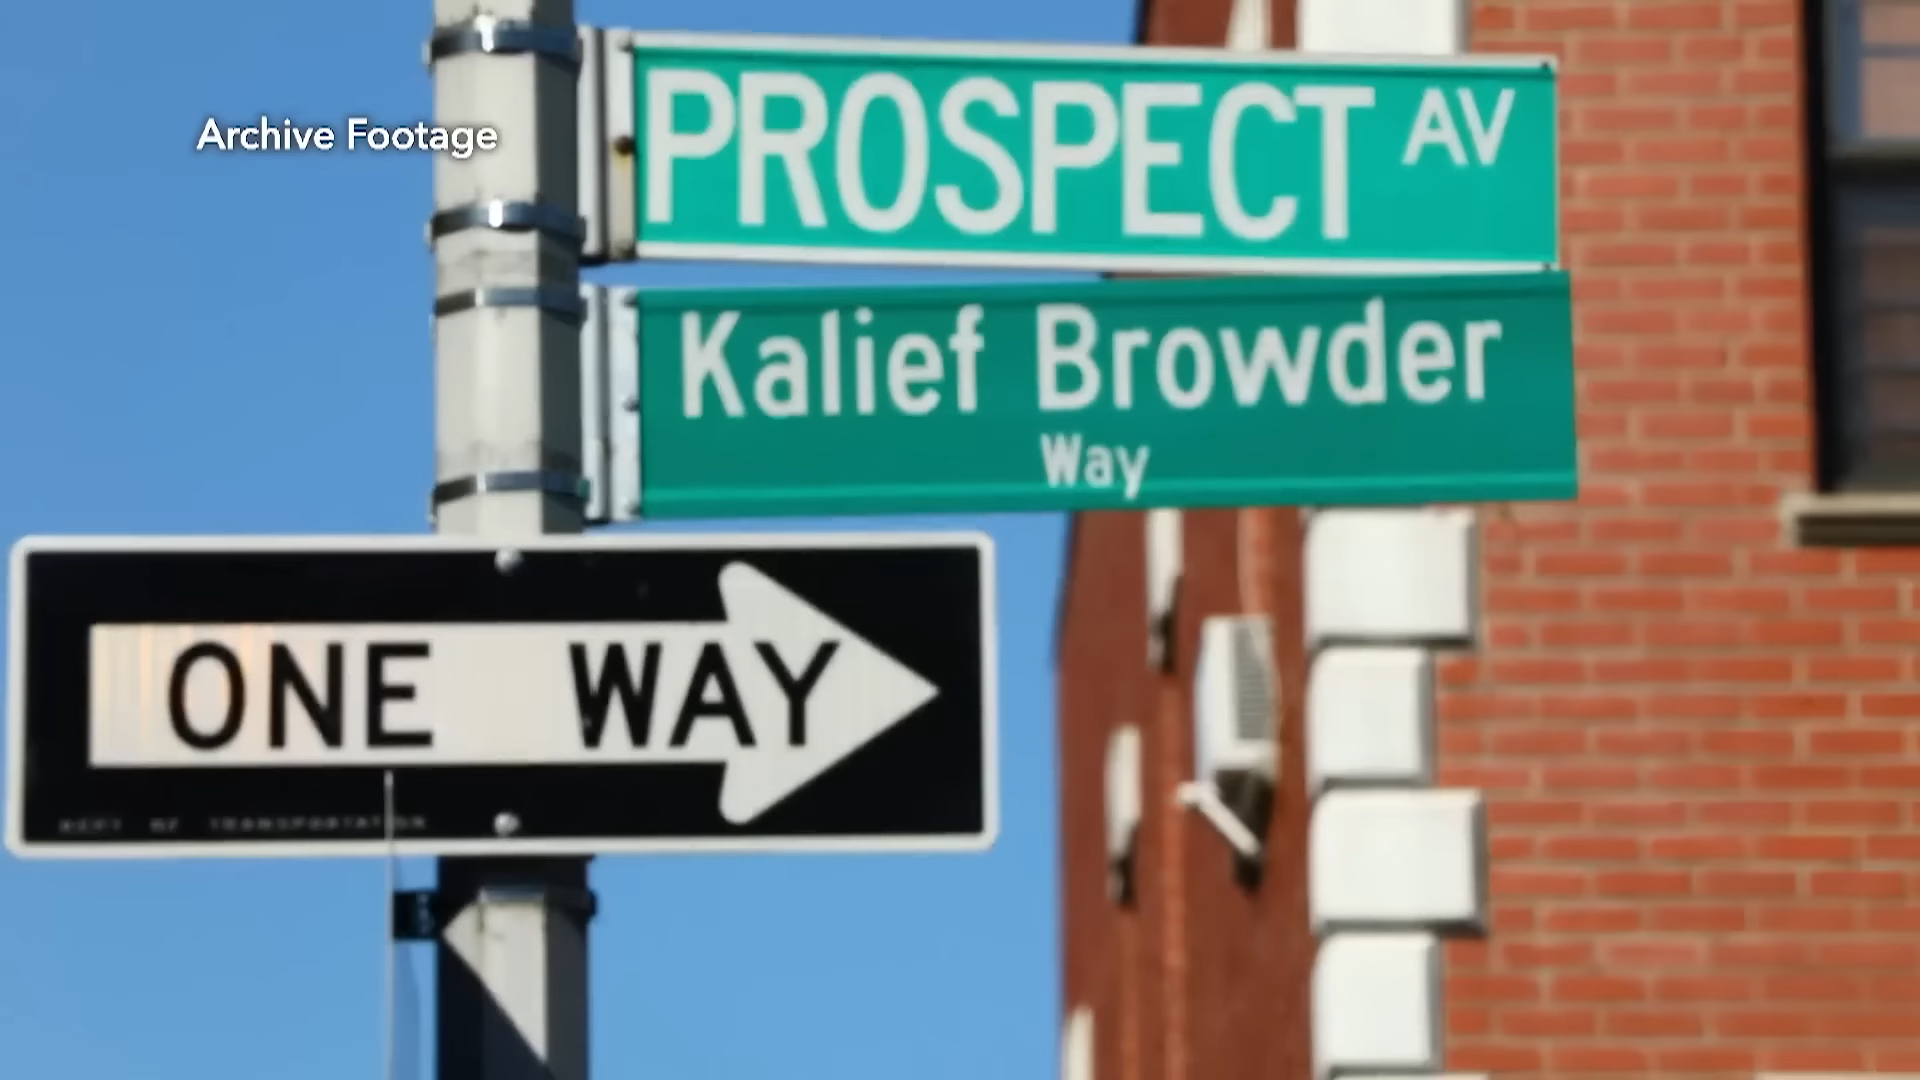 Archive Footage
PROSPECT AV
Kalief Browder
Way
ONE WAY